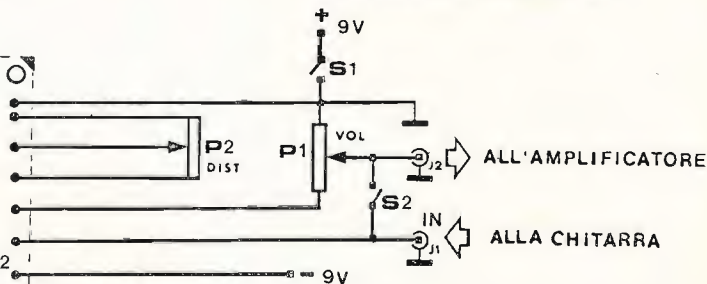 +
9V
S1
P2
DIST
P1
VOL
J2
ALL'AMPLIFICATORE
S2
IN
J1
ALLA CHITARRA
2
- 9V